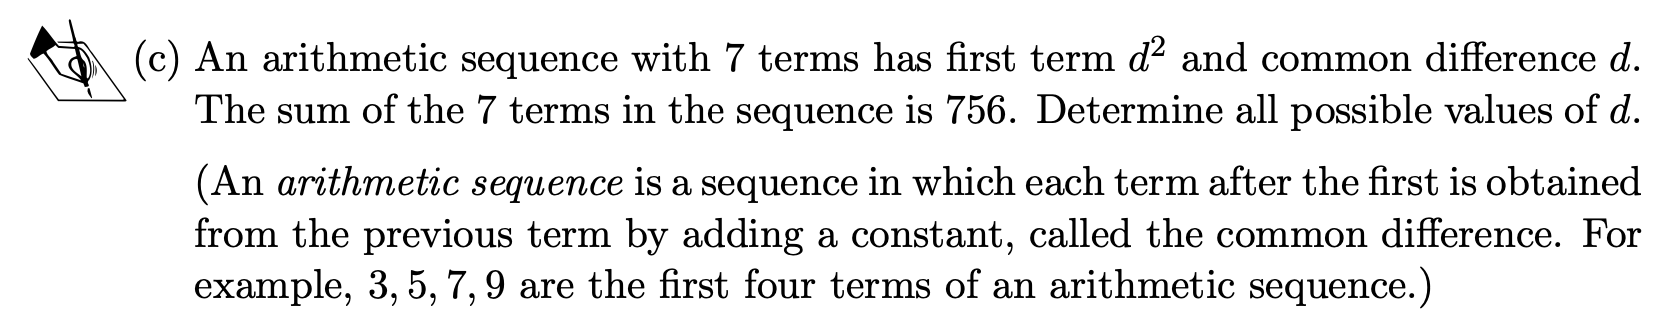 (c) An arithmetic sequence with 7 terms has first term d² and common difference d.
The sum of the 7 terms in the sequence is 756. Determine all possible values of d.
(An arithmetic sequence is a sequence in which each term after the first is obtained
from the previous term by adding a constant, called the common difference. For
example, 3, 5, 7, 9 are the first four terms of an arithmetic sequence.)